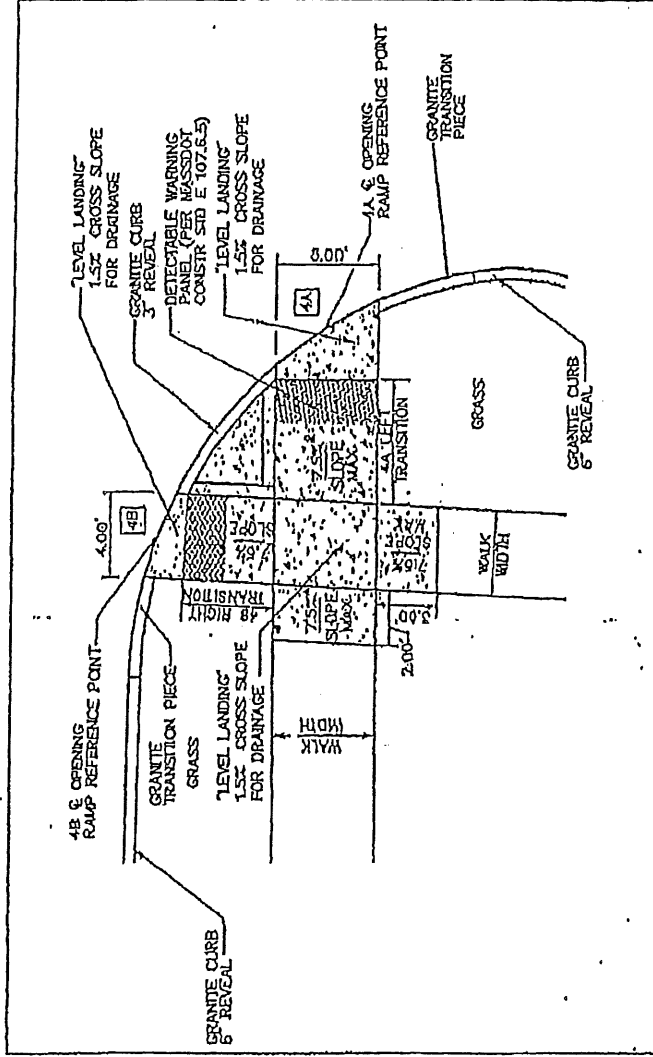 "LEVEL LANDING"
1.5% CROSS SLOPE
FOR DRAINAGE
GRANITE CURB
3" REVEAL
DETECTABLE WARNING
PANEL (PER MASSDOT
CONSTR STD E 107.6.5)
"LEVEL LANDING"
1.5% CROSS SLOPE
FOR DRAINAGE
4A ℄ OPENING
RAMP REFERENCE POINT
GRANITE
TRANSITION
PIECE
4.00'
4B
4A
4B ℄ OPENING
RAMP REFERENCE POINT
GRANITE
TRANSITION PIECE
GRASS
"LEVEL LANDING"
1.5% CROSS SLOPE
FOR DRAINAGE
4B RIGHT
TRANSITION
SLOPE
7.5%
SLOPE
MAX
7.5%
SLOPE
MAX
4A LEFT
TRANSITION
SLOPE
MAX
3.00'
2.00'
WALK
WIDTH
WALK
WIDTH
GRASS
GRANITE CURB
6" REVEAL
GRANITE CURB
6" REVEAL